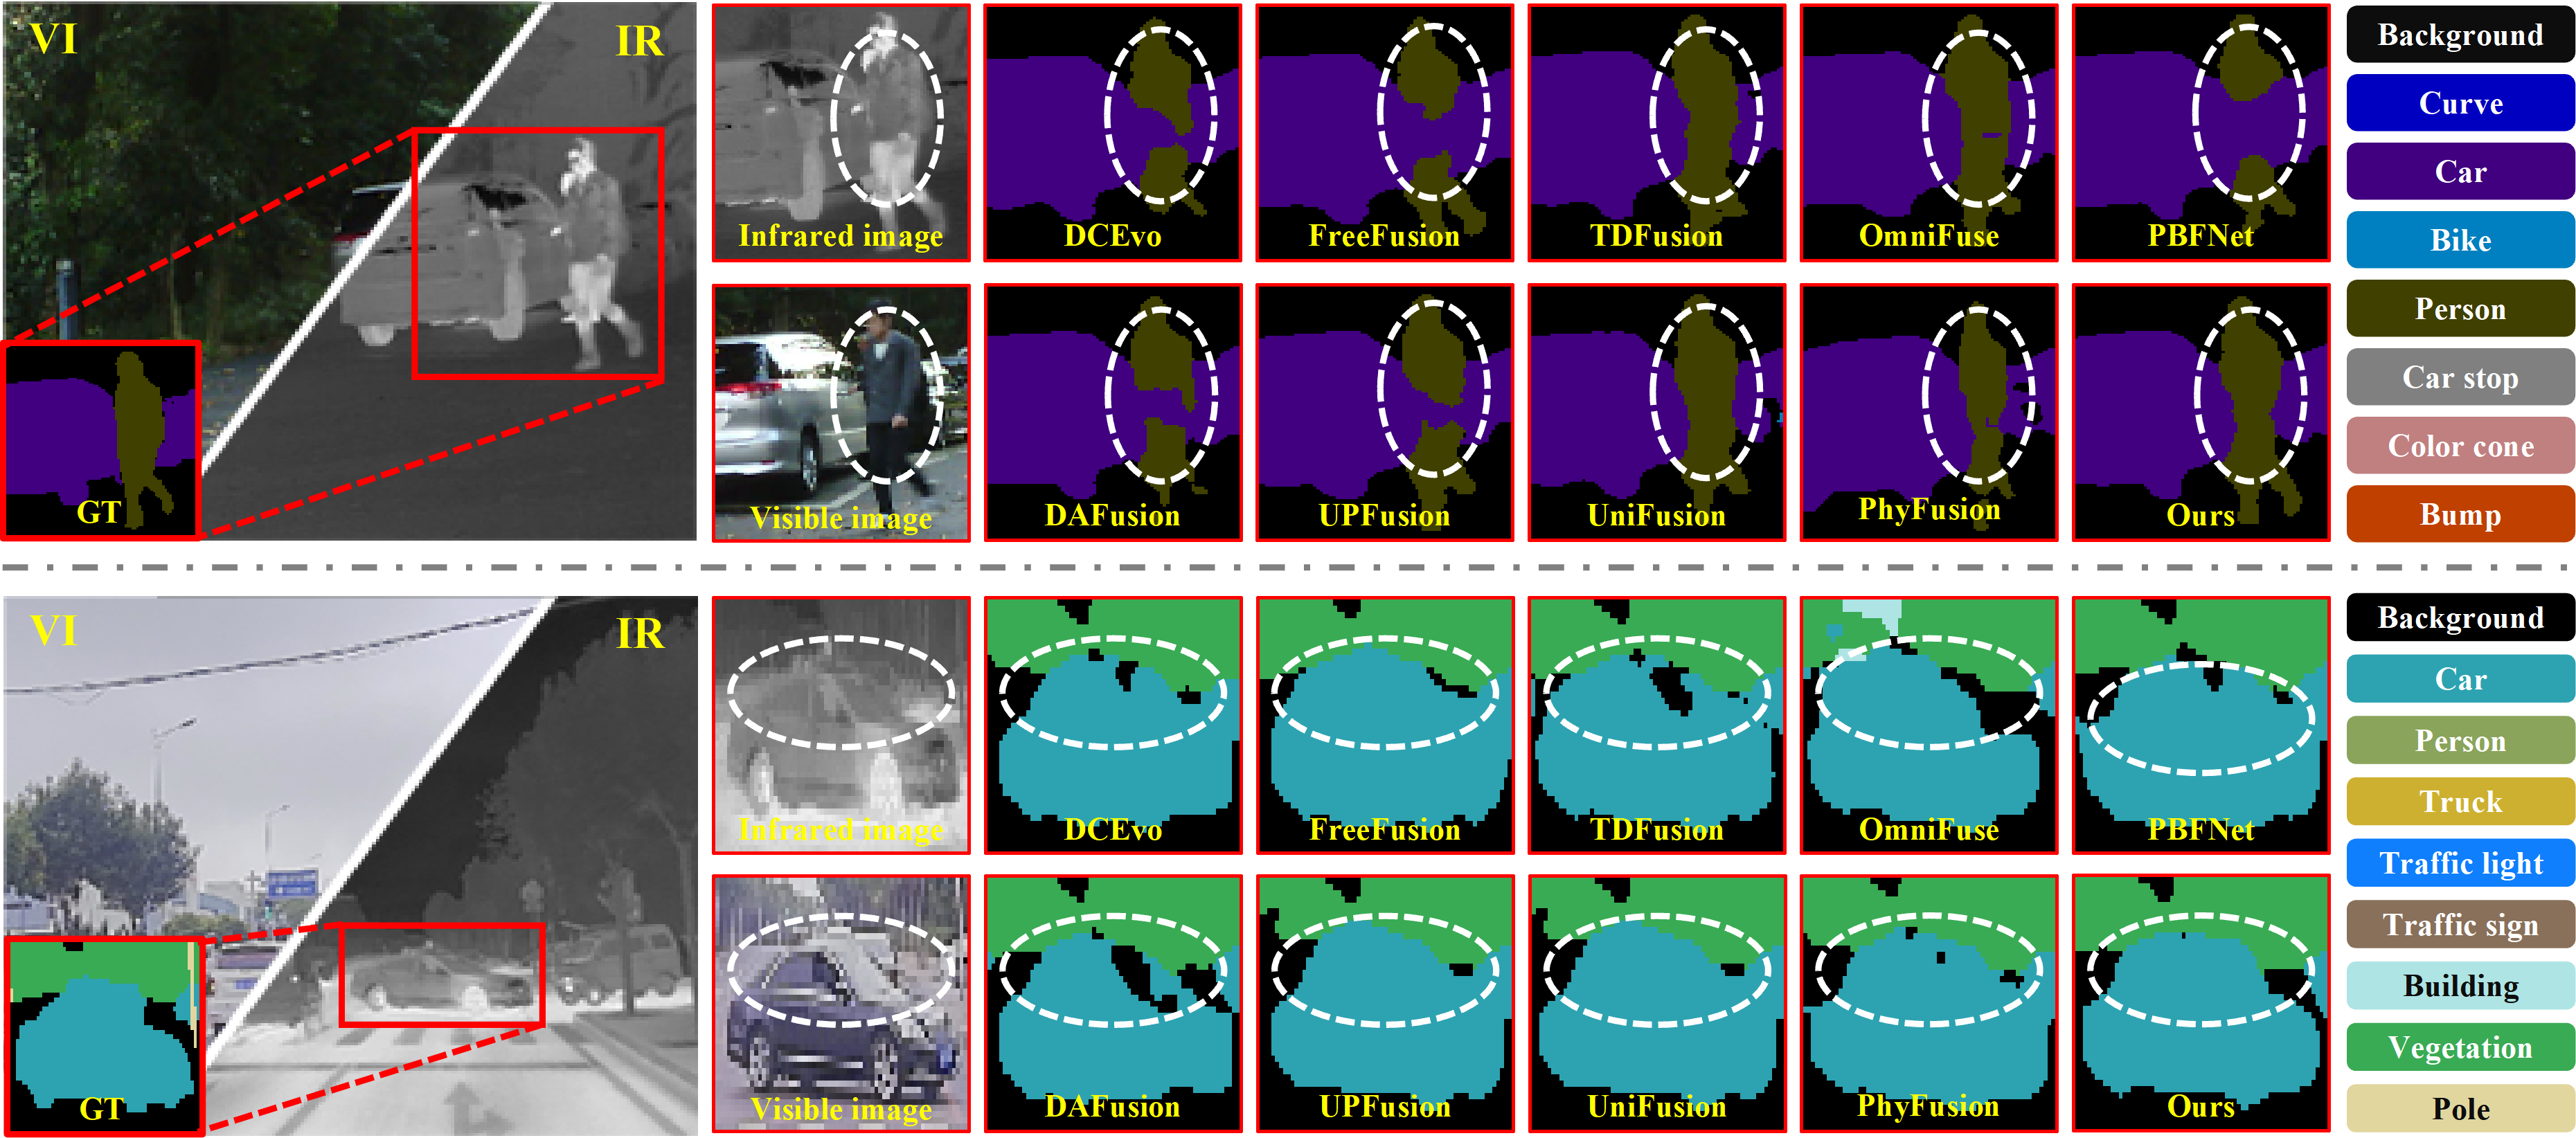 VI
IR
GT
Infrared image
DCEvo
FreeFusion
TDFusion
OmniFuse
PBFNet
Visible image
DAFusion
UPFusion
UniFusion
PhyFusion
Ours
Background
Curve
Car
Bike
Person
Car stop
Color cone
Bump
VI
IR
GT
Infrared image
DCEvo
FreeFusion
TDFusion
OmniFuse
PBFNet
Visible image
DAFusion
UPFusion
UniFusion
PhyFusion
Ours
Background
Car
Person
Truck
Traffic light
Traffic sign
Building
Vegetation
Pole